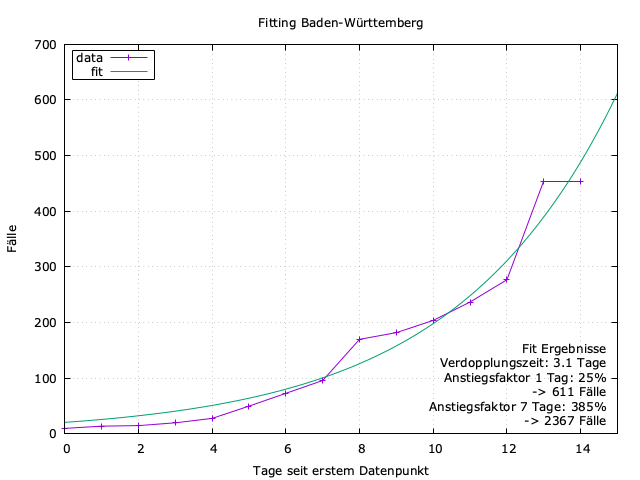 Fitting Baden-Württemberg
700
600
500
400
300
200
100
0
Fälle
data
fit
Fit Ergebnisse
Verdopplungszeit: 3.1 Tage
Anstiegsfaktor 1 Tag: 25%
-> 611 Fälle
Anstiegsfaktor 7 Tage: 385%
-> 2367 Fälle
0 2 4 6 8 10 12 14
Tage seit erstem Datenpunkt